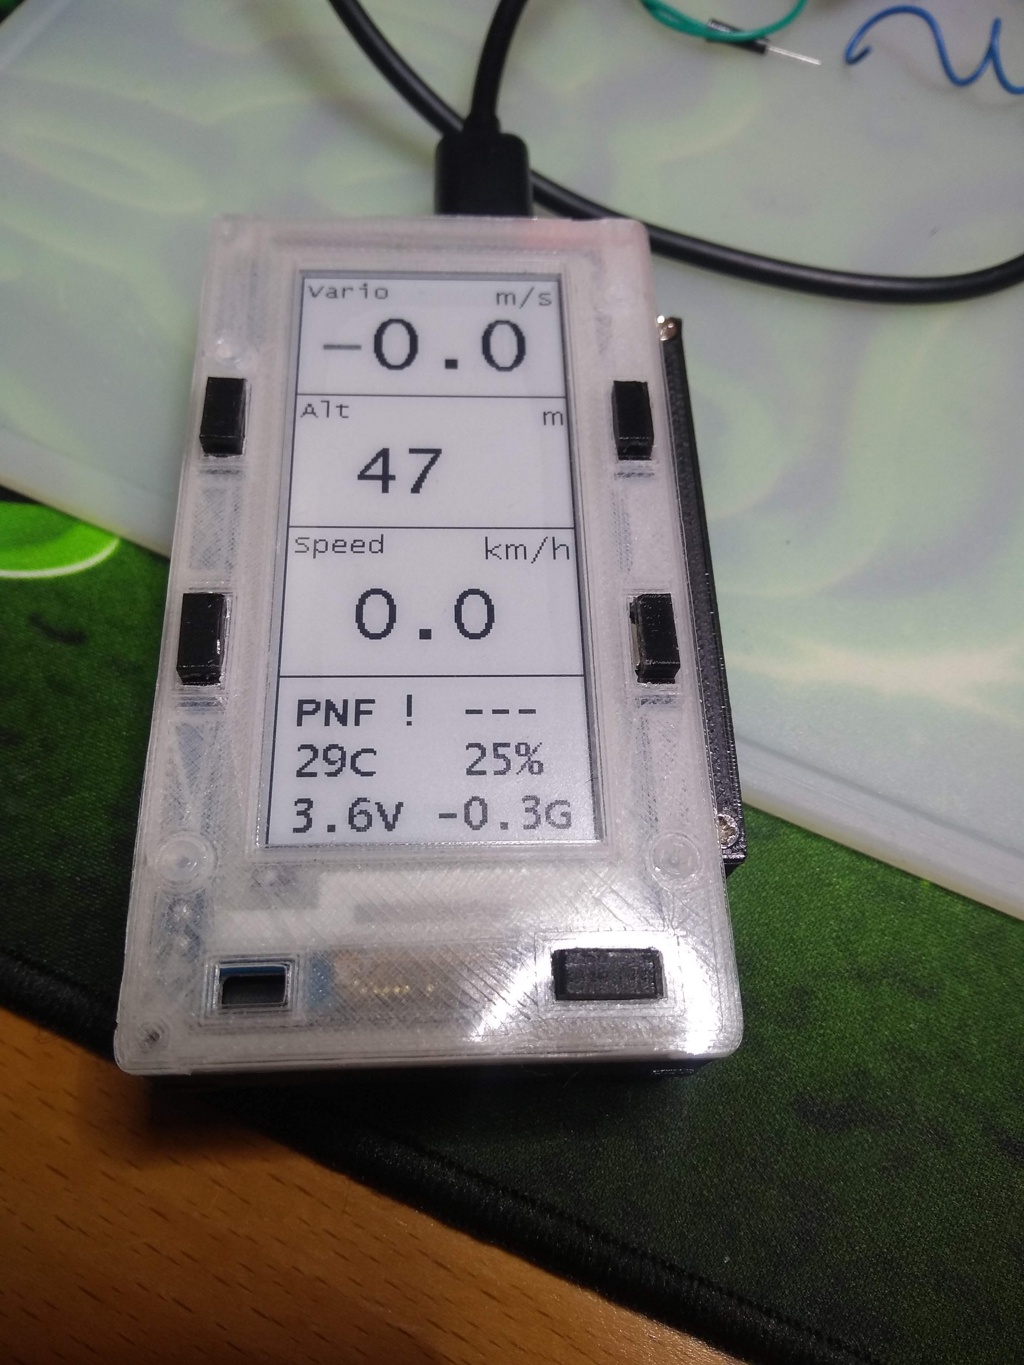 Vario m/s
-0.0
Alt m
47
Speed km/h
0.0
PNF ! ---
29C 25%
3.6V -0.3G